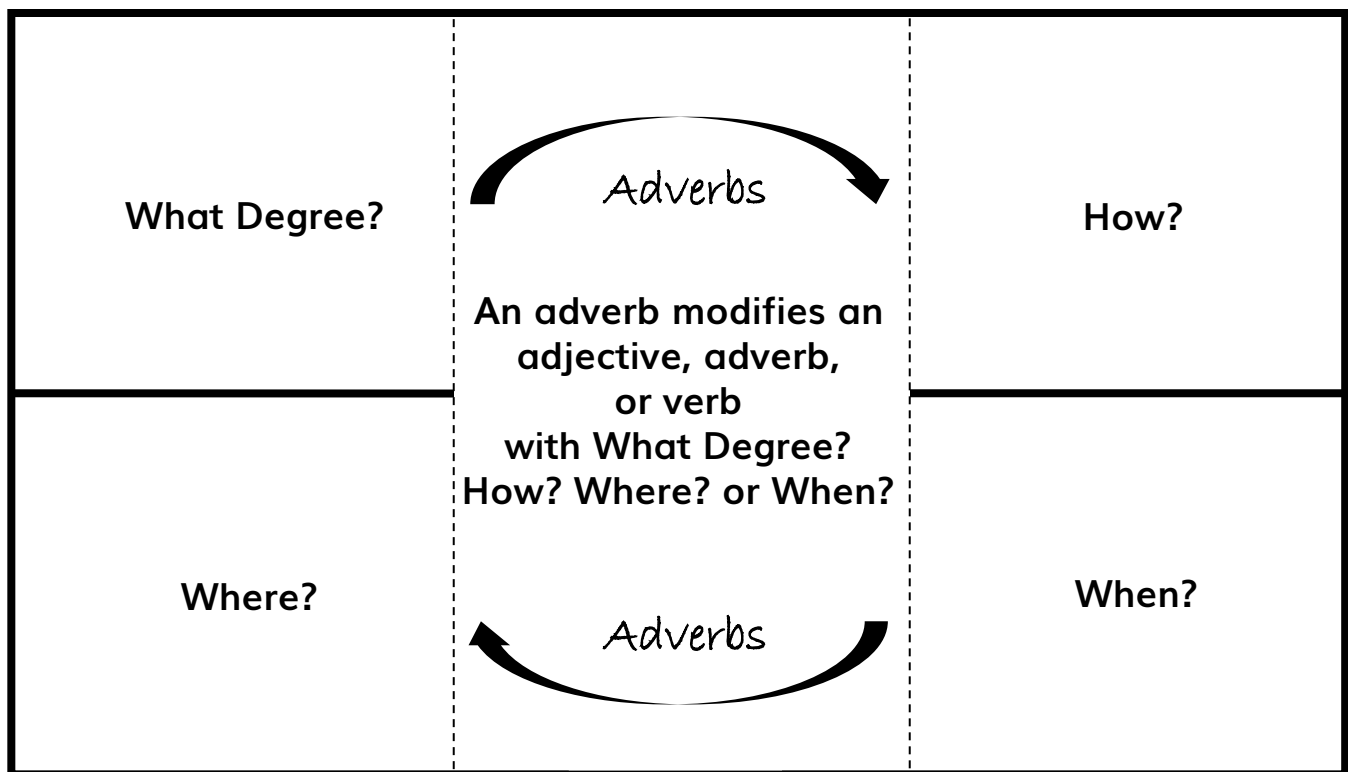 What Degree?
Adverbs
How?
An adverb modifies an
adjective, adverb,
or verb
with What Degree?
How? Where? or When?
Where?
Adverbs
When?